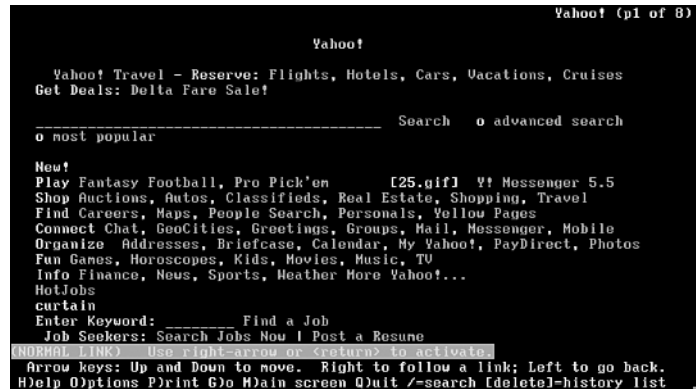 Yahoo! (p1 of 8)
Yahoo!
Yahoo! Travel - Reserve: Flights, Hotels, Cars, Vacations, Cruises
Get Deals: Delta Fare Sale!
________________________________________ Search o advanced search
o most popular
New!
Play Fantasy Football, Pro Pick'em [25.gif] Y! Messenger 5.5
Shop Auctions, Autos, Classifieds, Real Estate, Shopping, Travel
Find Careers, Maps, People Search, Personals, Yellow Pages
Connect Chat, GeoCities, Greetings, Groups, Mail, Messenger, Mobile
Organize Addresses, Briefcase, Calendar, My Yahoo!, PayDirect, Photos
Fun Games, Horoscopes, Kids, Movies, Music, TV
Info Finance, News, Sports, Weather More Yahoo!...
HotJobs
curtain
Enter Keyword: ________ Find a Job
Job Seekers: Search Jobs Now | Post a Resume
(NORMAL LINK) Use right-arrow or <return> to activate.
Arrow keys: Up and Down to move. Right to follow a link; Left to go back.
H)elp O)ptions P)rint G)o M)ain screen Q)uit /=search [delete]=history list